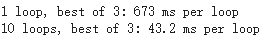 1 loop, best of 3: 673 ms per loop
10 loops, best of 3: 43.2 ms per loop